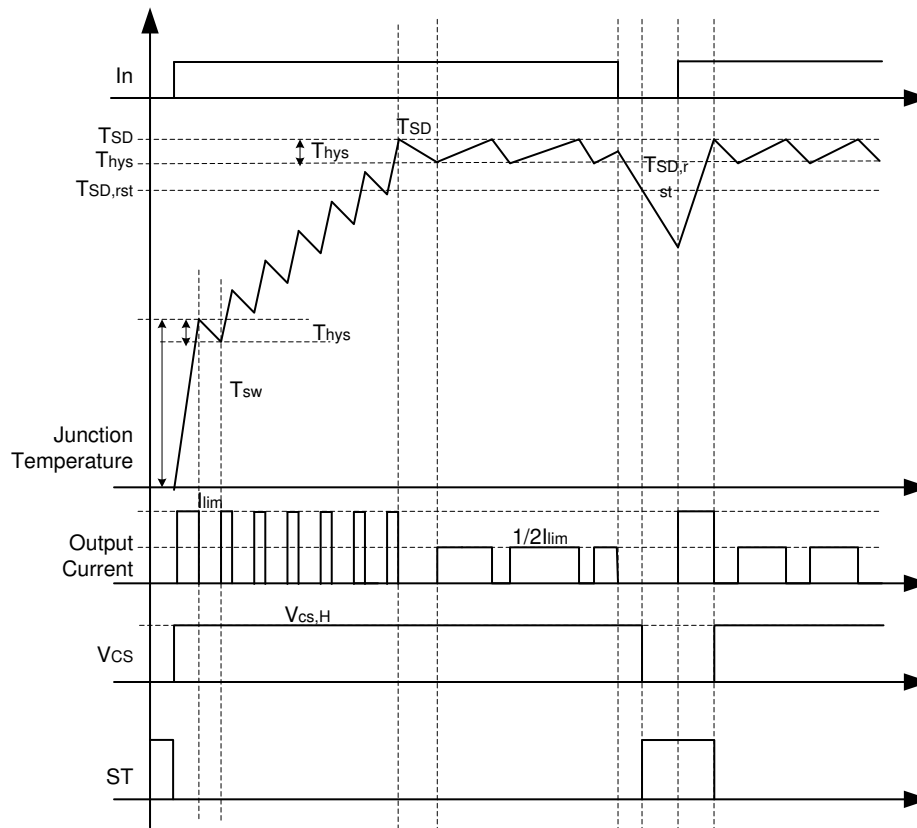 In
TSD
TSD
Thys
Thys
TSD,rst
TSD,r
st
Thys
Tsw
Junction
Temperature
Ilim
Output
Current
1/2Ilim
Vcs,H
VCS
ST